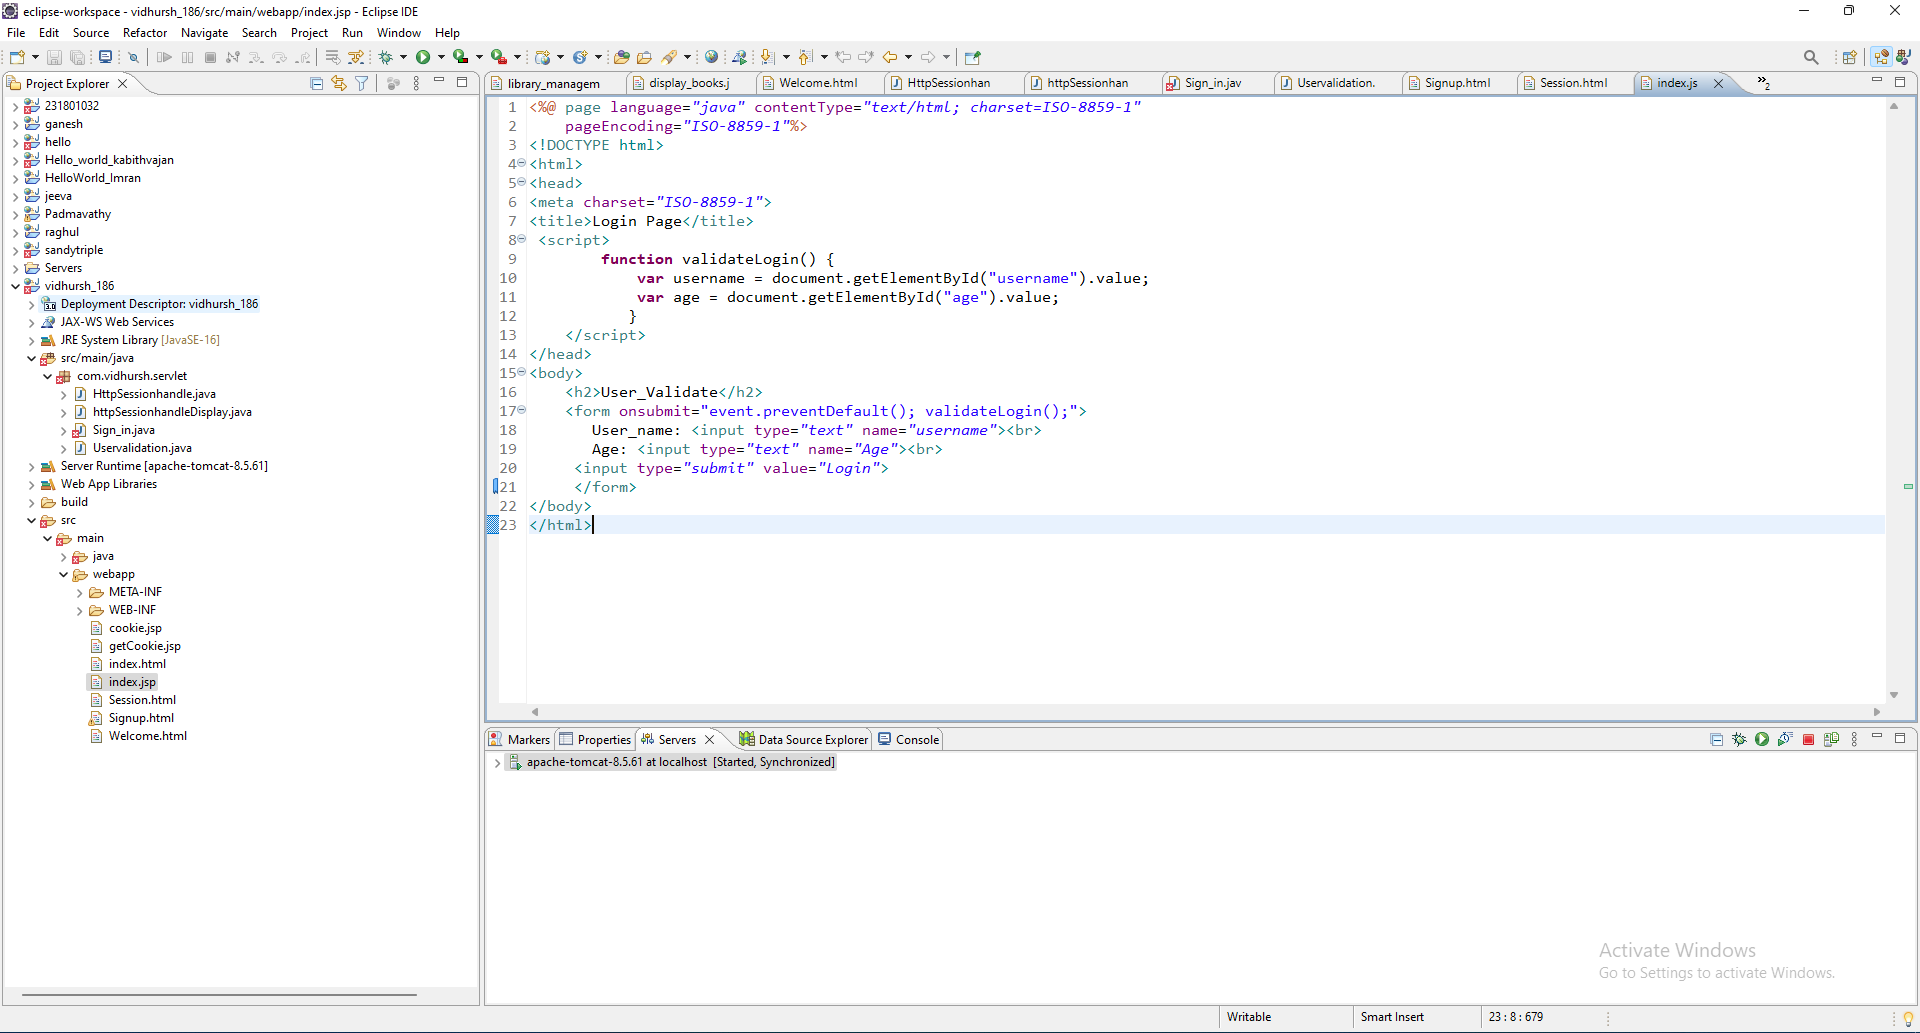 eclipse-workspace - vidhursh_186/src/main/webapp/index.jsp - Eclipse IDE
File Edit Source Refactor Navigate Search Project Run Window Help
Project Explorer
231801032
ganesh
hello
Hello_world_kabithvajan
HelloWorld_Imran
jeeva
Padmavathy
raghul
sandytriple
Servers
vidhursh_186
Deployment Descriptor: vidhursh_186
JAX-WS Web Services
JRE System Library [JavaSE-16]
src/main/java
com.vidhursh.servlet
HttpSessionhandle.java
httpSessionhandleDisplay.java
Sign_in.java
Uservalidation.java
Server Runtime [apache-tomcat-8.5.61]
Web App Libraries
build
src
main
java
webapp
META-INF
WEB-INF
cookie.jsp
getCookie.jsp
index.html
index.jsp
Session.html
Signup.html
Welcome.html
library_managem display_books.j Welcome.html HttpSessionhan httpSessionhan Sign_in.jav Uservalidation. Signup.html Session.html index.js »2
1 <%@ page language="java" contentType="text/html; charset=ISO-8859-1"
2 pageEncoding="ISO-8859-1"%>
3 <!DOCTYPE html>
4 <html>
5 <head>
6 <meta charset="ISO-8859-1">
7 <title>Login Page</title>
8 <script>
9 function validateLogin() {
10 var username = document.getElementById("username").value;
11 var age = document.getElementById("age").value;
12 }
13 </script>
14 </head>
15 <body>
16 <h2>User_Validate</h2>
17 <form onsubmit="event.preventDefault(); validateLogin();">
18 User_name: <input type="text" name="username"><br>
19 Age: <input type="text" name="Age"><br>
20 <input type="submit" value="Login">
21 </form>
22 </body>
23 </html>
Markers Properties Servers Data Source Explorer Console
apache-tomcat-8.5.61 at localhost [Started, Synchronized]
Activate Windows
Go to Settings to activate Windows.
Writable Smart Insert 23 : 8 : 679